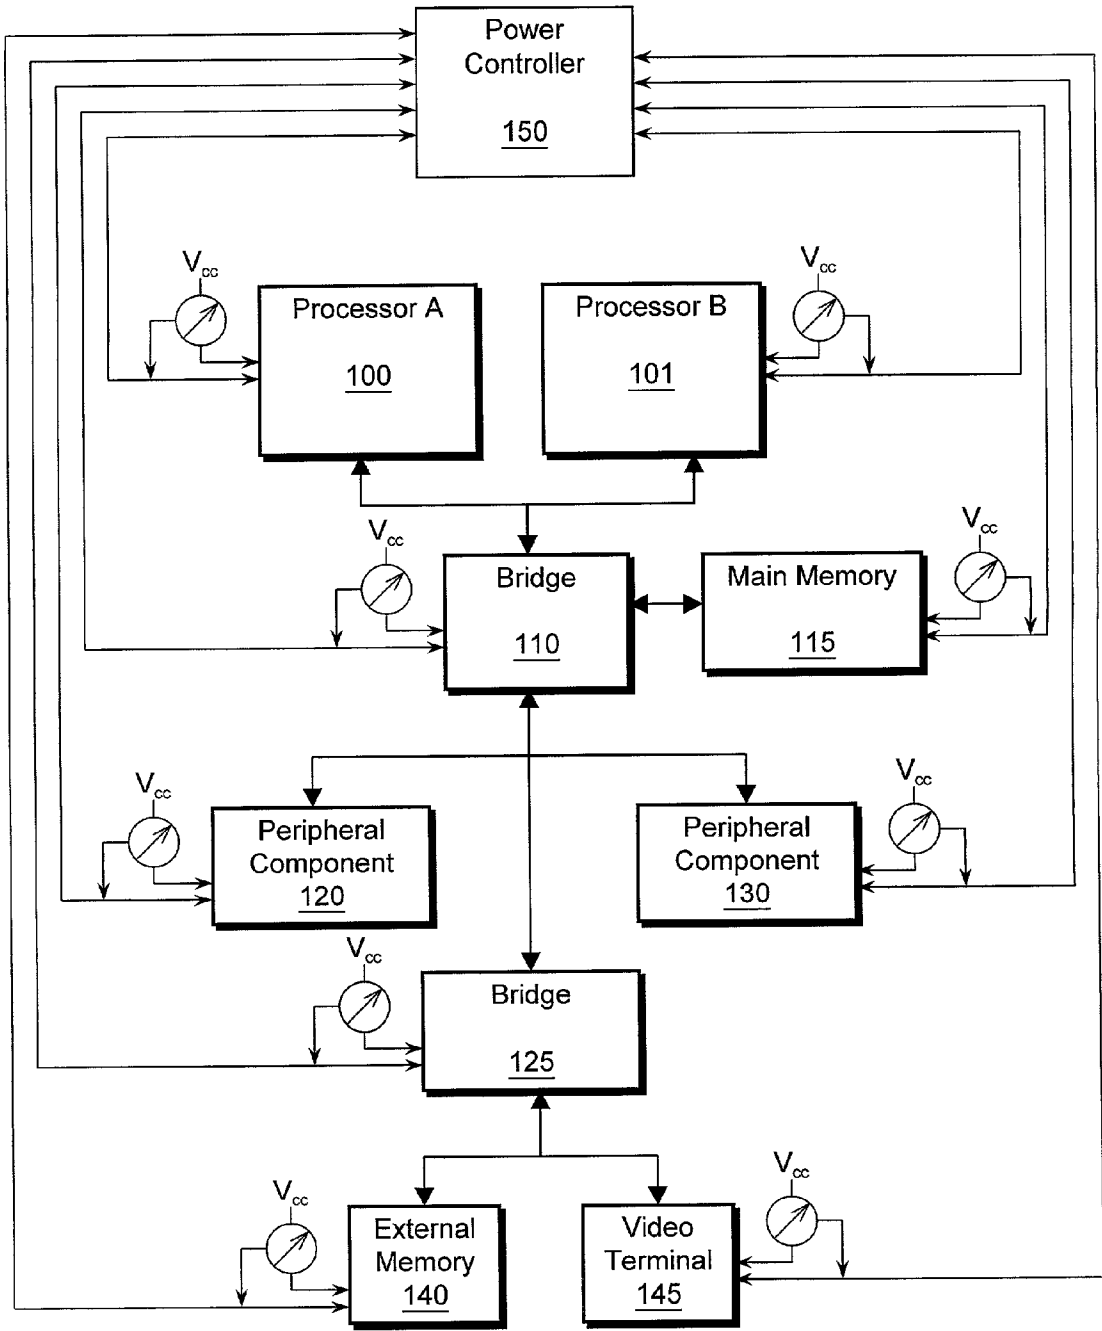 Power
Controller
150
Vcc
Vcc
Processor A
100
Processor B
101
Vcc
Vcc
Bridge
110
Main Memory
115
Vcc
Vcc
Peripheral
Component
120
Peripheral
Component
130
Vcc
Bridge
125
Vcc
Vcc
External
Memory
140
Video
Terminal
145